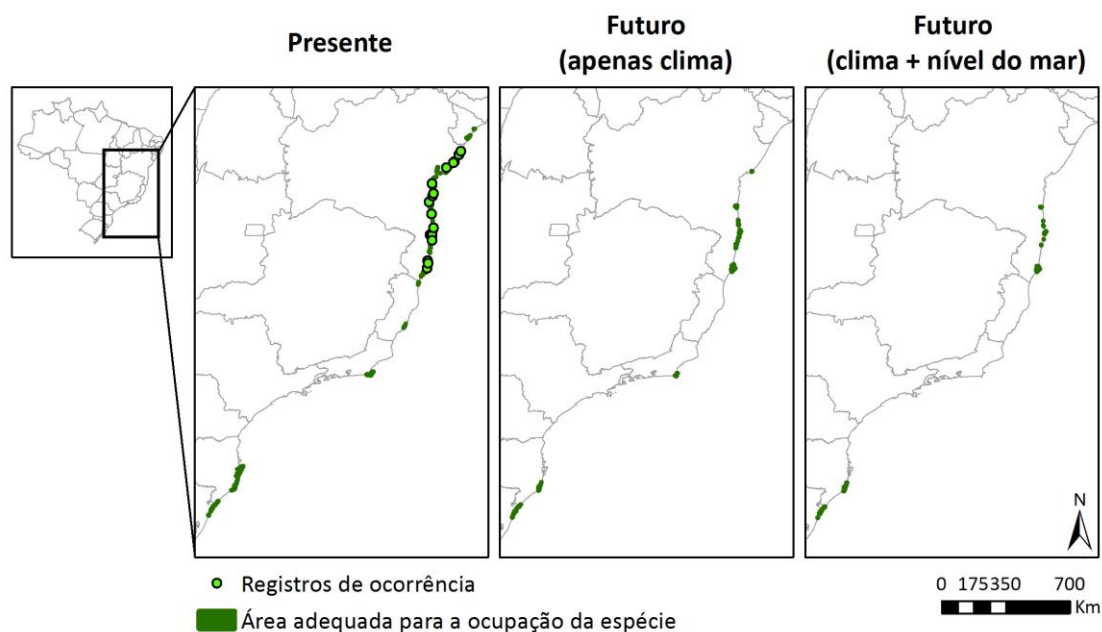 Presente
Futuro
(apenas clima)
Futuro
(clima + nível do mar)
N
Registros de ocorrência
Área adequada para a ocupação da espécie
0 175350 700
Km